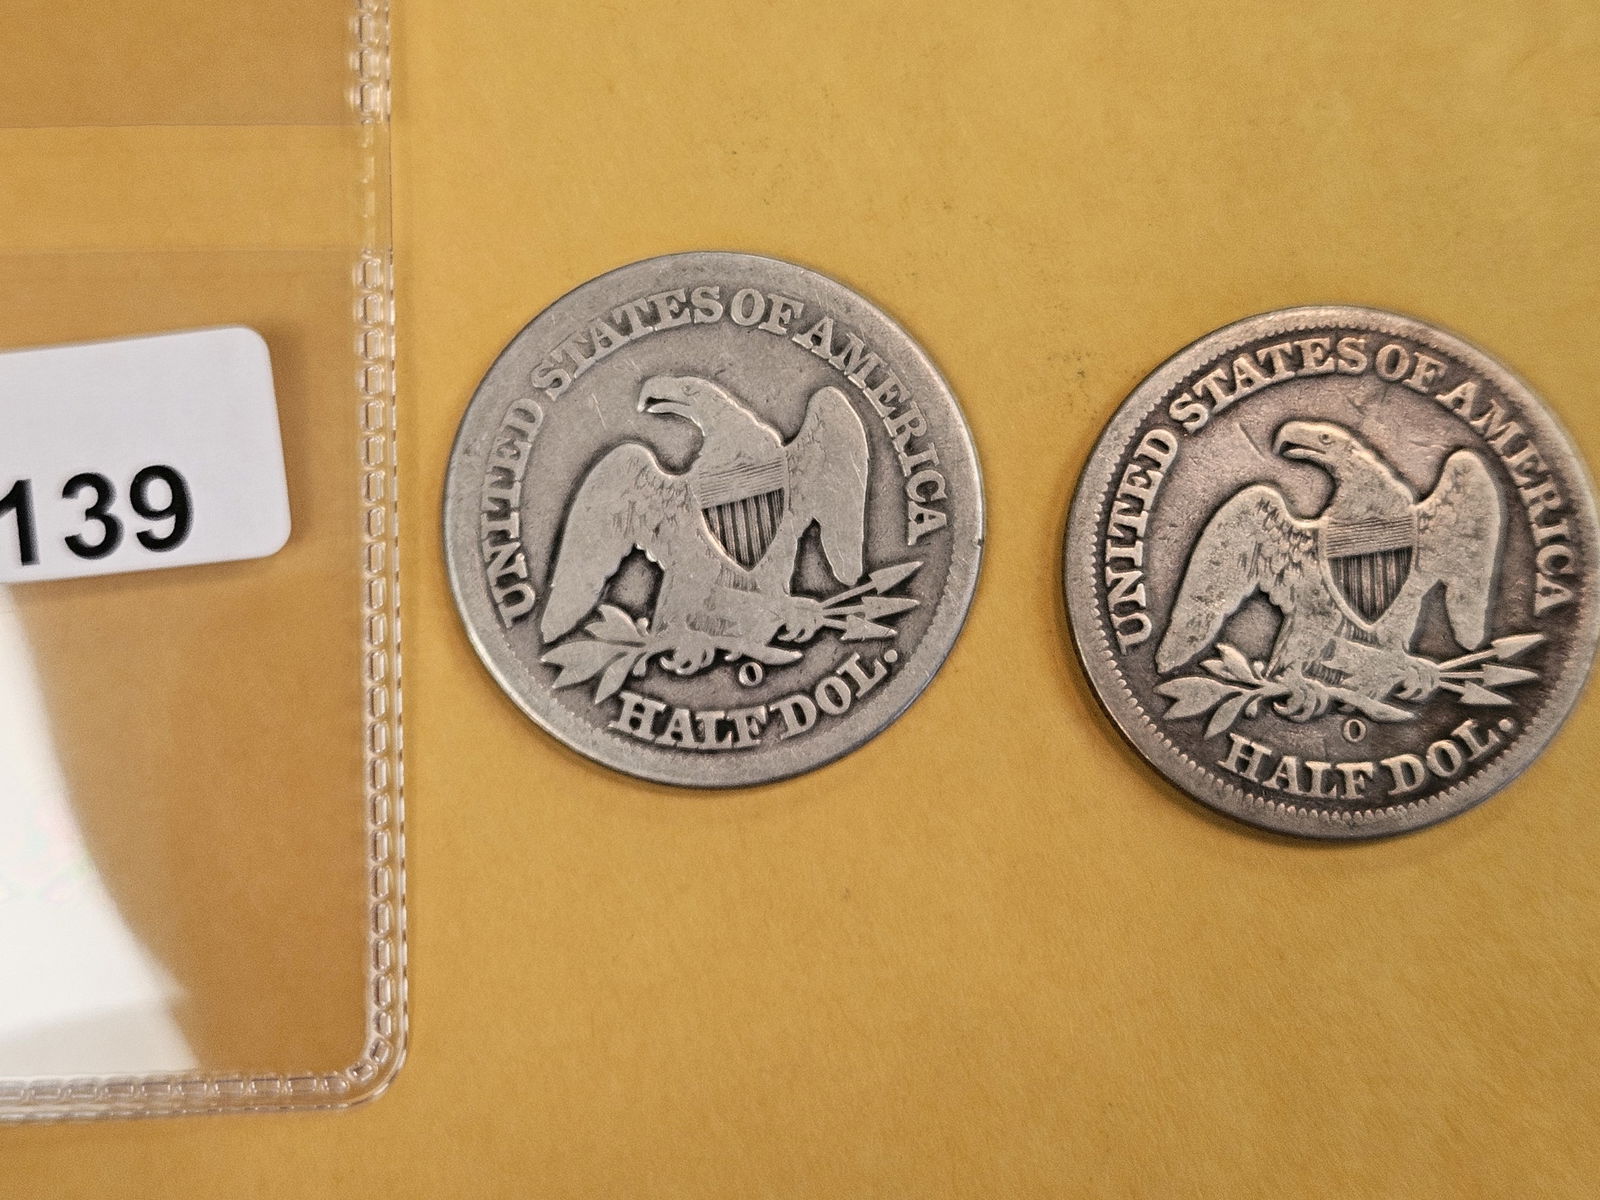 139
UNITED STATES OF AMERICA
O
HALF DOL.
UNITED STATES OF AMERICA
O
HALF DOL.